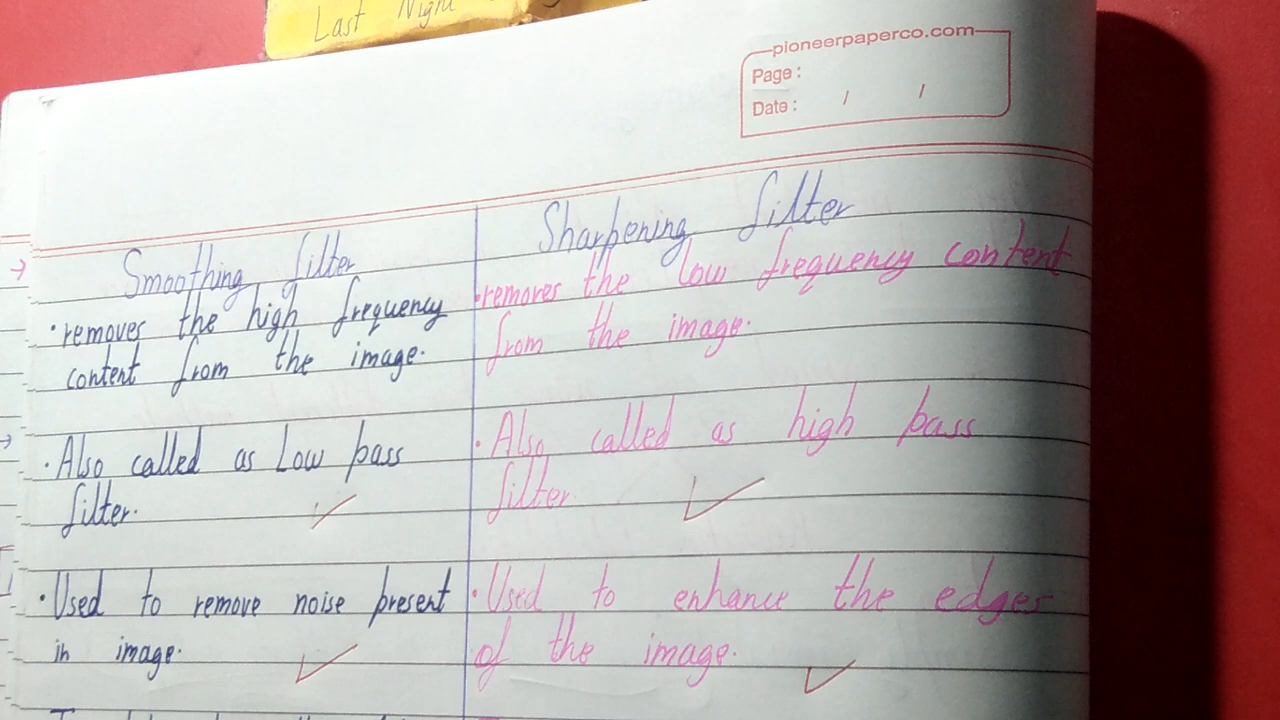 Last Night
pioneerpaperco.com
Page :
Date : / /
Smoothing filter
• removes the high frequency
content from the image.
• Also called as Low pass
filter.
• Used to remove noise present
in image.
Sharpening filter
• removes the low frequency content
from the image.
• Also called as high pass
filter.
• Used to enhance the edges
of the image.